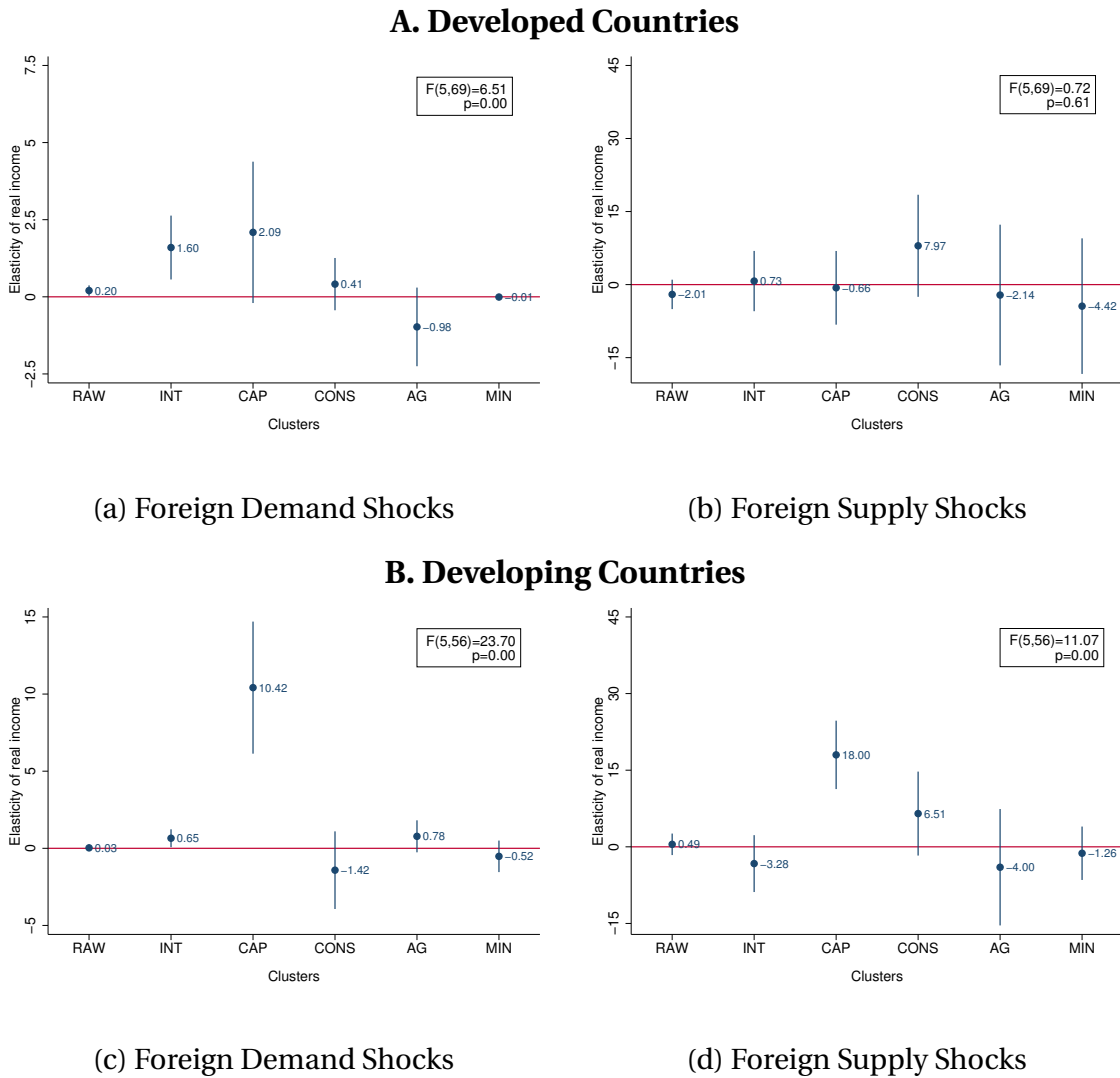 A. Developed Countries
7.5
5
2.5
0
−2.5
Elasticity of real income
F(5,69)=6.51
p=0.00
0.20
1.60
2.09
0.41
−0.98
−0.01
RAW INT CAP CONS AG MIN
Clusters
45
30
15
0
−15
Elasticity of real income
F(5,69)=0.72
p=0.61
−2.01
0.73
−0.66
7.97
−2.14
−4.42
RAW INT CAP CONS AG MIN
Clusters
(a) Foreign Demand Shocks
(b) Foreign Supply Shocks
B. Developing Countries
15
10
5
0
−5
Elasticity of real income
F(5,56)=23.70
p=0.00
0.03
0.65
10.42
−1.42
0.78
−0.52
RAW INT CAP CONS AG MIN
Clusters
45
30
15
0
−15
Elasticity of real income
F(5,56)=11.07
p=0.00
0.49
−3.28
18.00
6.51
−4.00
−1.26
RAW INT CAP CONS AG MIN
Clusters
(c) Foreign Demand Shocks
(d) Foreign Supply Shocks